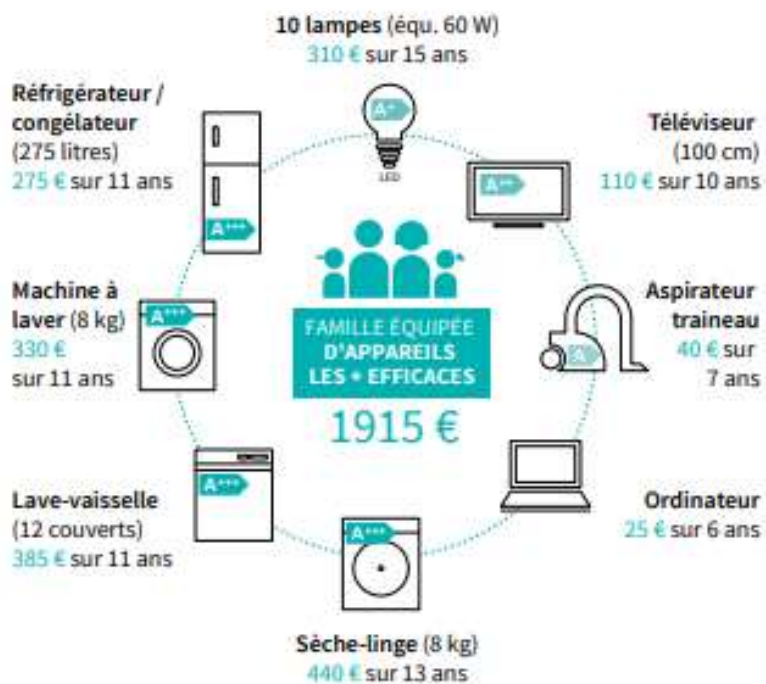 10 lampes (équ. 60 W)
310 € sur 15 ans
A+
LED
Téléviseur
(100 cm)
110 € sur 10 ans
A++
Aspirateur
traineau
40 € sur
7 ans
A
Ordinateur
25 € sur 6 ans
Sèche-linge (8 kg)
440 € sur 13 ans
A+++
Lave-vaisselle
(12 couverts)
385 € sur 11 ans
A+++
Machine à
laver (8 kg)
330 €
sur 11 ans
A+++
Réfrigérateur /
congélateur
(275 litres)
275 € sur 11 ans
A+++
FAMILLE ÉQUIPÉE
D'APPAREILS
LES + EFFICACES
1915 €